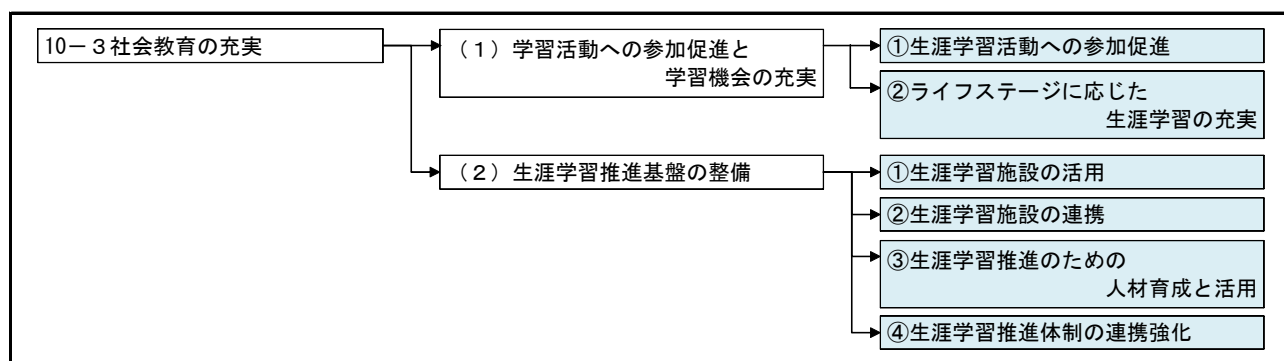 10－3社会教育の充実
（１）学習活動への参加促進と
学習機会の充実
①生涯学習活動への参加促進
②ライフステージに応じた
生涯学習の充実
（２）生涯学習推進基盤の整備
①生涯学習施設の活用
②生涯学習施設の連携
③生涯学習推進のための
人材育成と活用
④生涯学習推進体制の連携強化